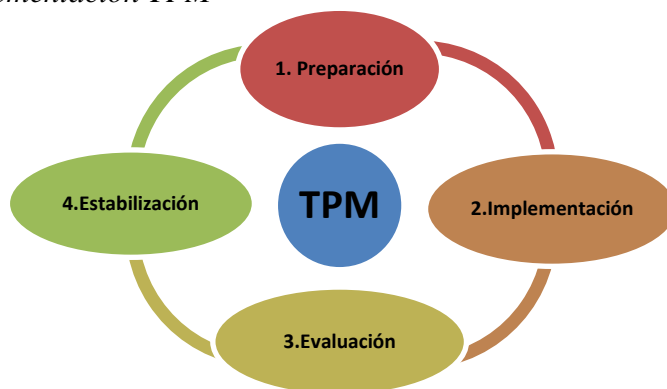 1. Preparación
4.Estabilización
TPM
2.Implementación
3.Evaluación